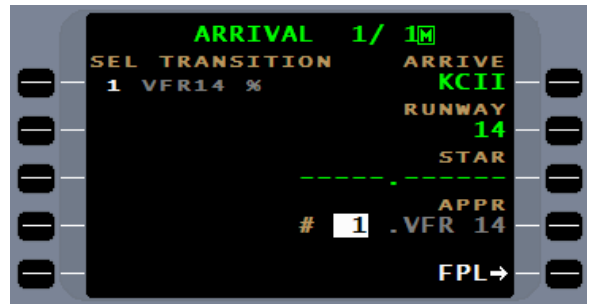 ARRIVAL 1/ 1M
SEL TRANSITION ARRIVE
1 VFR14 % KCII
RUNWAY
14
STAR
-----.------
APPR
# 1 .VFR 14
FPL→